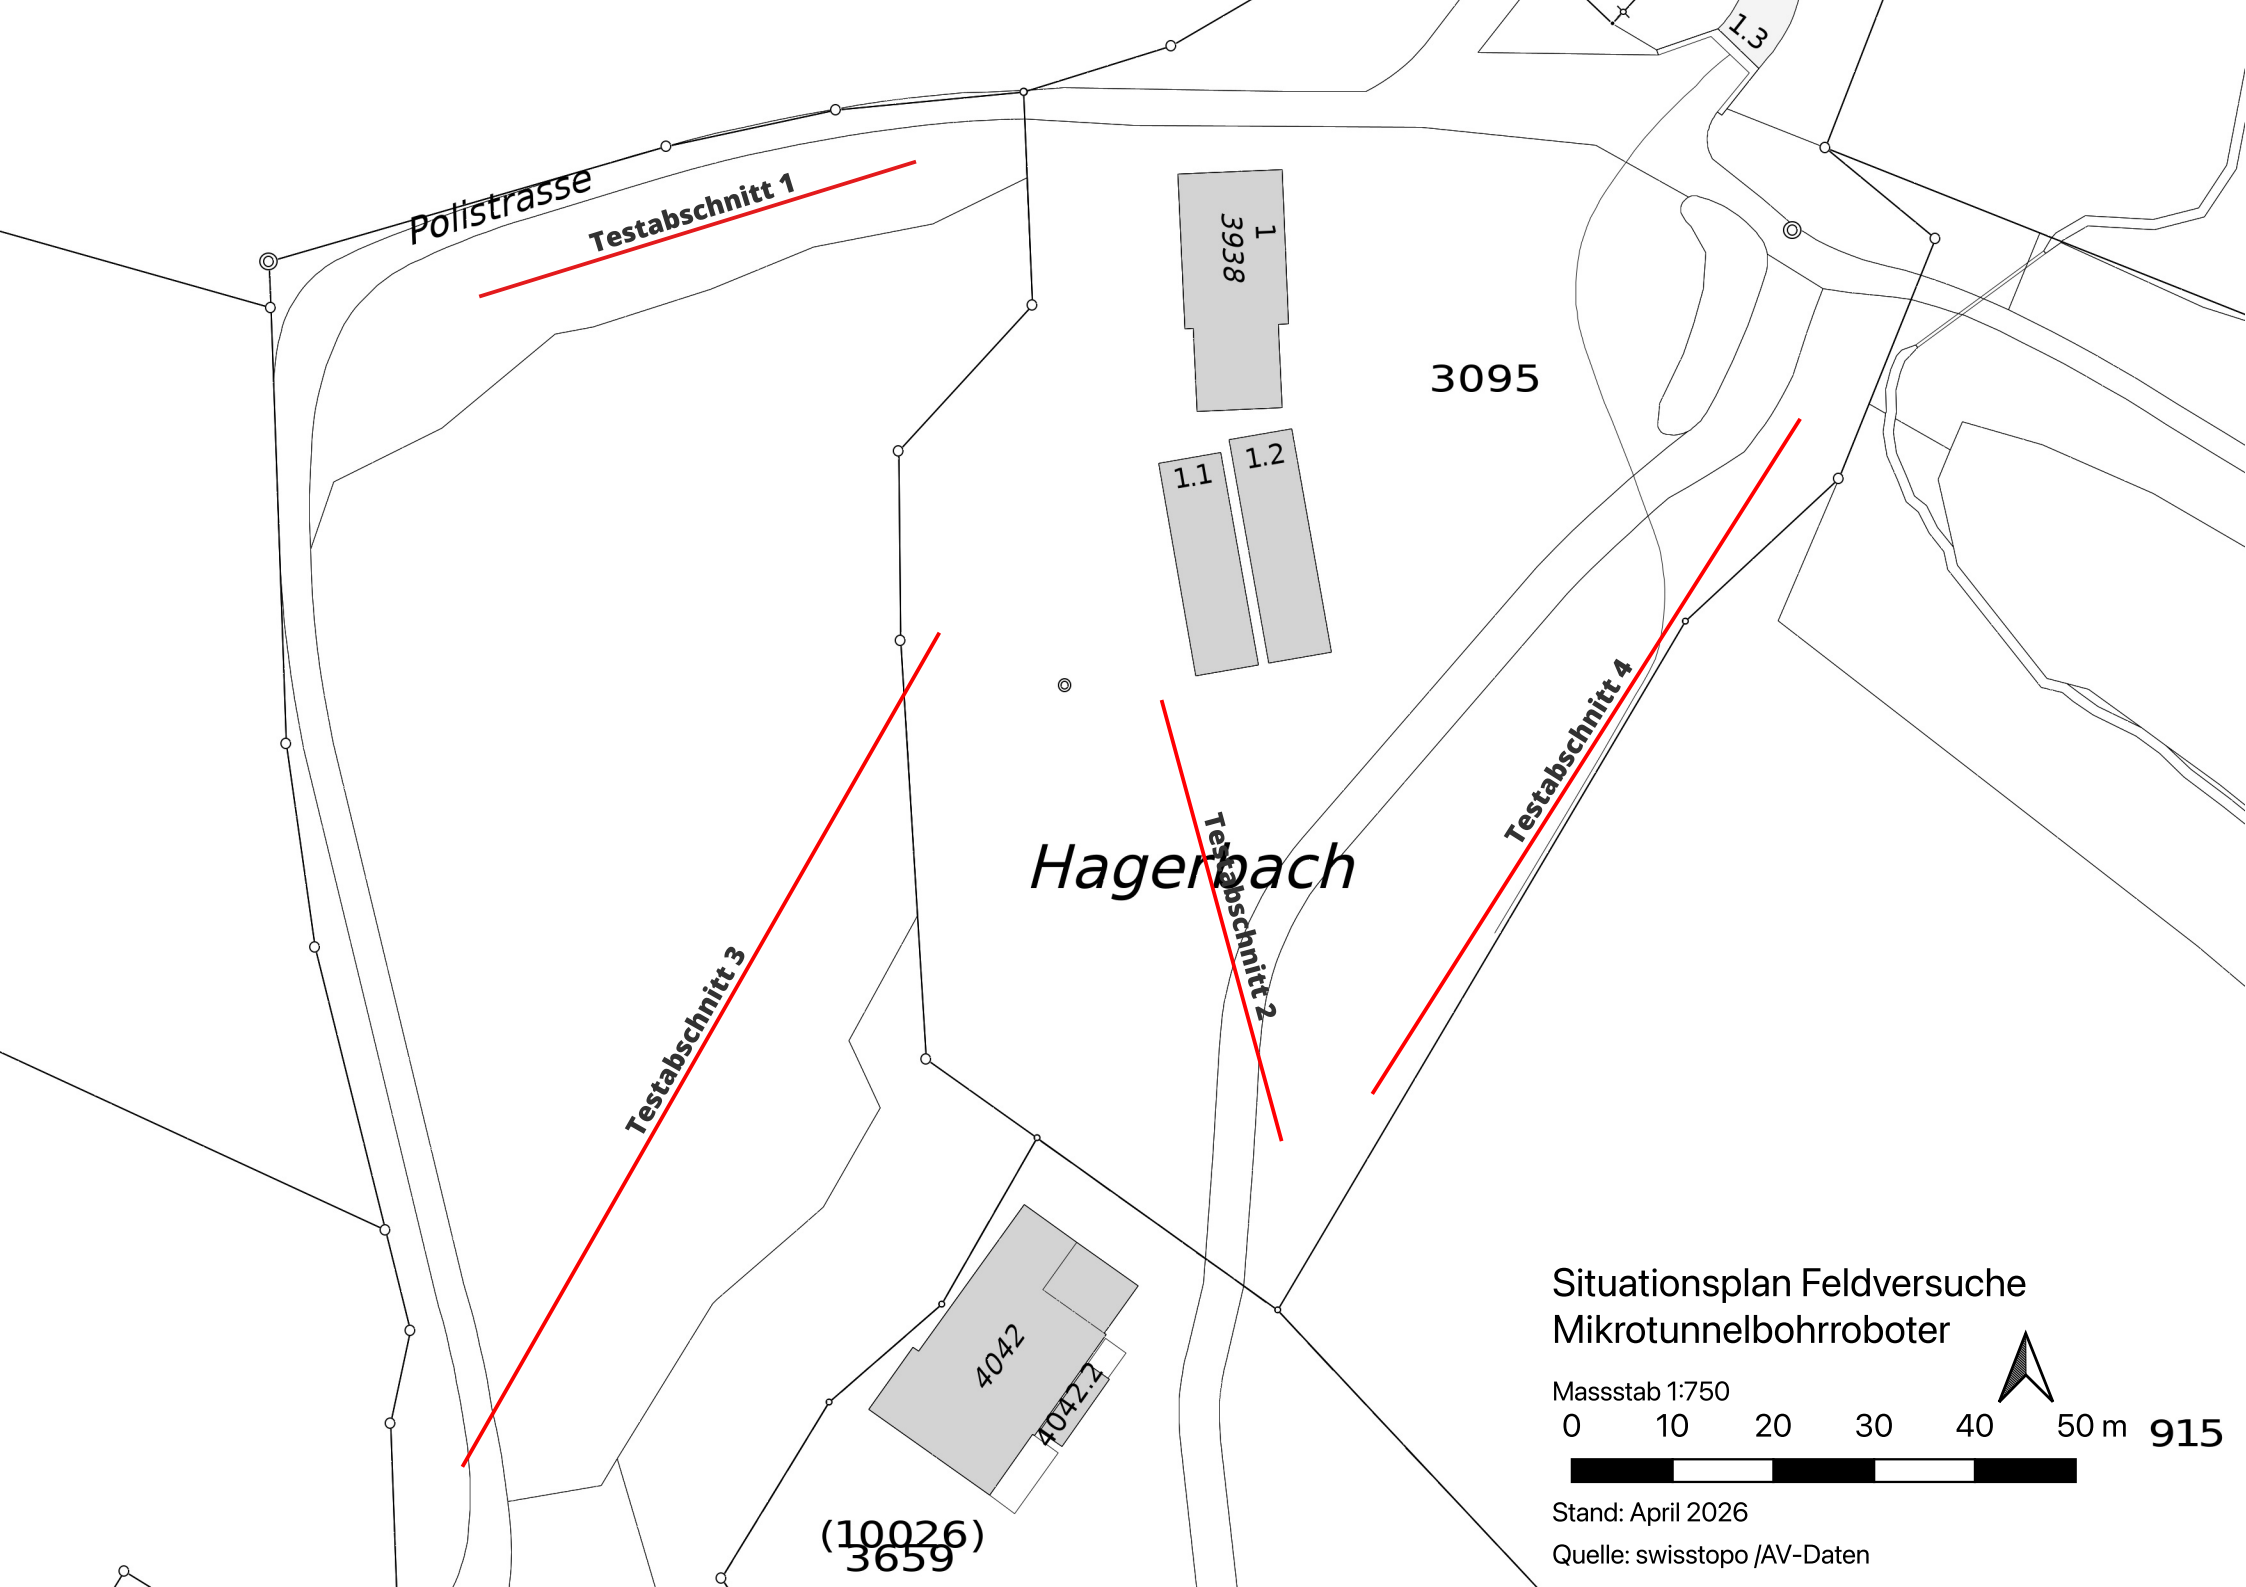 1.3
Polistrasse
Testabschnitt 1
1
3938
3095
1.1
1.2
Testabschnitt 4
Hagerbach
Testabschnitt 2
Testabschnitt 3
4042
4042.2
(10026)
3659
Situationsplan Feldversuche
Mikrotunnelbohrroboter
Massstab 1:750
0 10 20 30 40 50 m
915
Stand: April 2026
Quelle: swisstopo /AV-Daten